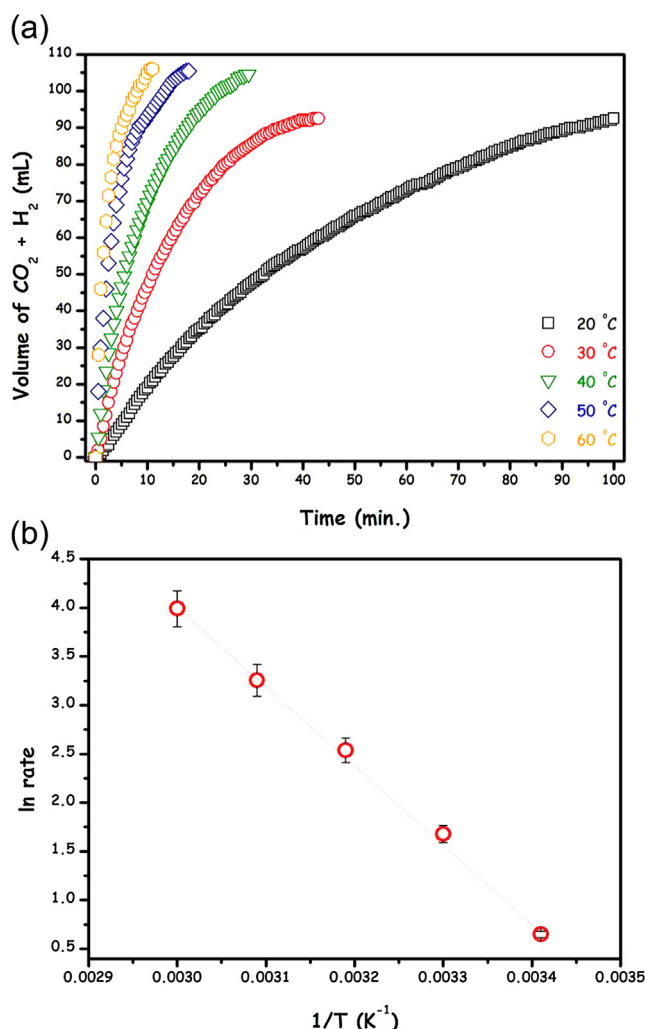 (a)
110
100
90
80
70
60
50
40
30
20
10
0
Volume of CO₂ + H₂ (mL)
20 °C
30 °C
40 °C
50 °C
60 °C
0 10 20 30 40 50 60 70 80 90 100
Time (min.)
(b)
4.5
4.0
3.5
3.0
2.5
2.0
1.5
1.0
0.5
ln rate
0.0029 0.0030 0.0031 0.0032 0.0033 0.0034 0.0035
1/T (K⁻¹)